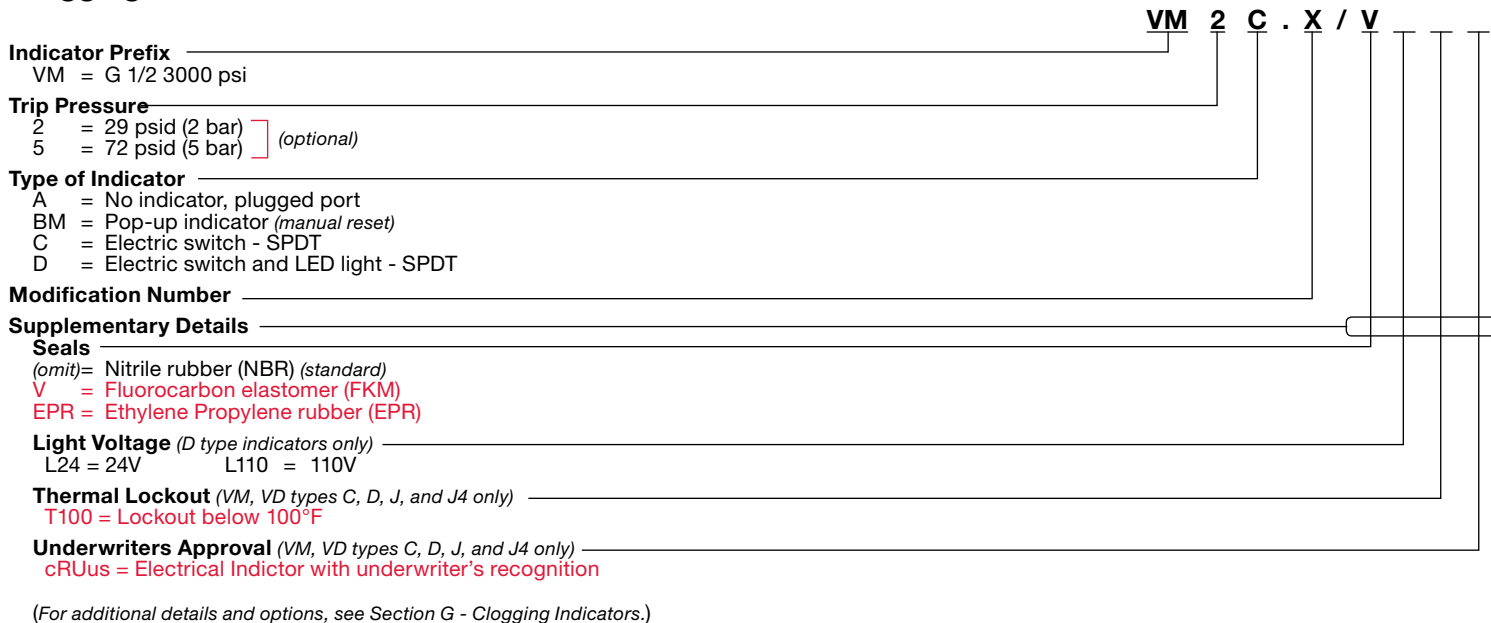 VM 2 C . X / V
Indicator Prefix
VM = G 1/2 3000 psi
Trip Pressure
2 = 29 psid (2 bar)
5 = 72 psid (5 bar)
(optional)
Type of Indicator
A = No indicator, plugged port
BM = Pop-up indicator (manual reset)
C = Electric switch - SPDT
D = Electric switch and LED light - SPDT
Modification Number
Supplementary Details
Seals
(omit)= Nitrile rubber (NBR) (standard)
V = Fluorocarbon elastomer (FKM)
EPR = Ethylene Propylene rubber (EPR)
Light Voltage (D type indicators only)
L24 = 24V L110 = 110V
Thermal Lockout (VM, VD types C, D, J, and J4 only)
T100 = Lockout below 100°F
Underwriters Approval (VM, VD types C, D, J, and J4 only)
cRUus = Electrical Indictor with underwriter's recognition
(For additional details and options, see Section G - Clogging Indicators.)